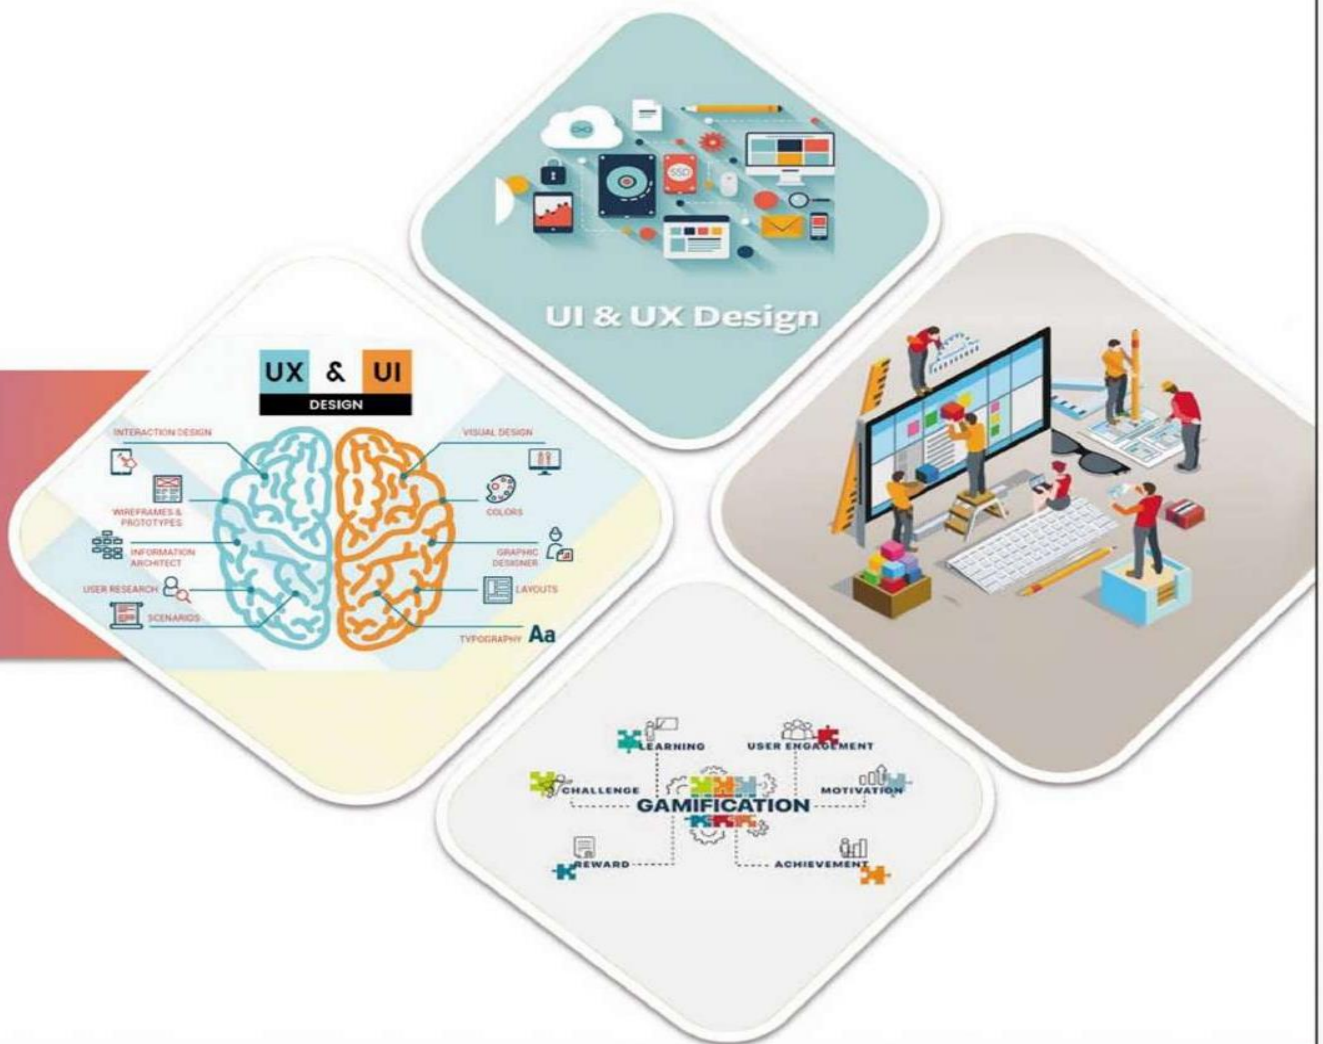 SSD
UI & UX Design
UX & UI
DESIGN
INTERACTION DESIGN
WIREFRAMES &
PROTOTYPES
INFORMATION
ARCHITECT
USER RESEARCH
SCENARIOS
VISUAL DESIGN
COLORS
GRAPHIC
DESIGNER
LAYOUTS
TYPOGRAPHY Aa
LEARNING
USER ENGAGEMENT
CHALLENGE
MOTIVATION
GAMIFICATION
REWARD
ACHIEVEMENT